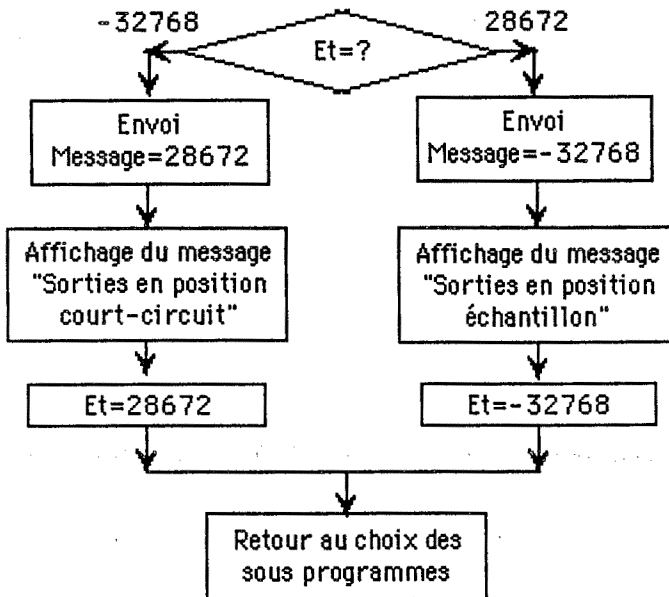 -32768
28672
Et=?
Envoi
Message=28672
Envoi
Message=-32768
Affichage du message
"Sorties en position
court-circuit"
Affichage du message
"Sorties en position
échantillon"
Et=28672
Et=-32768
Retour au choix des
sous programmes